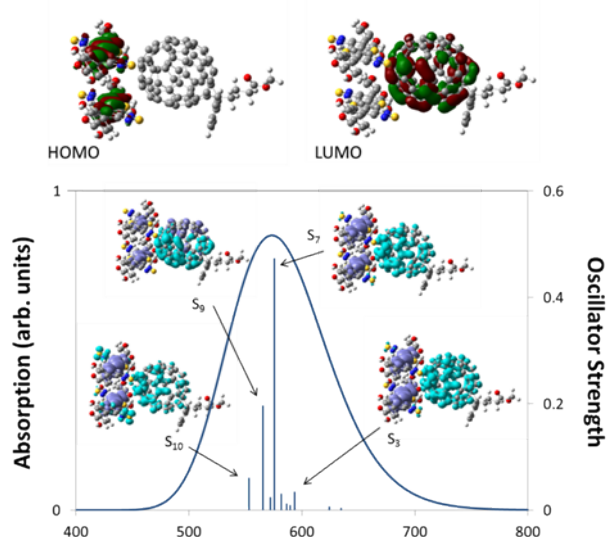 HOMO
LUMO
1
0.6
S7
S9
0.4
Absorption (arb. units)
Oscillator Strength
S10
S3
0.2
0
0
400
500
600
700
800